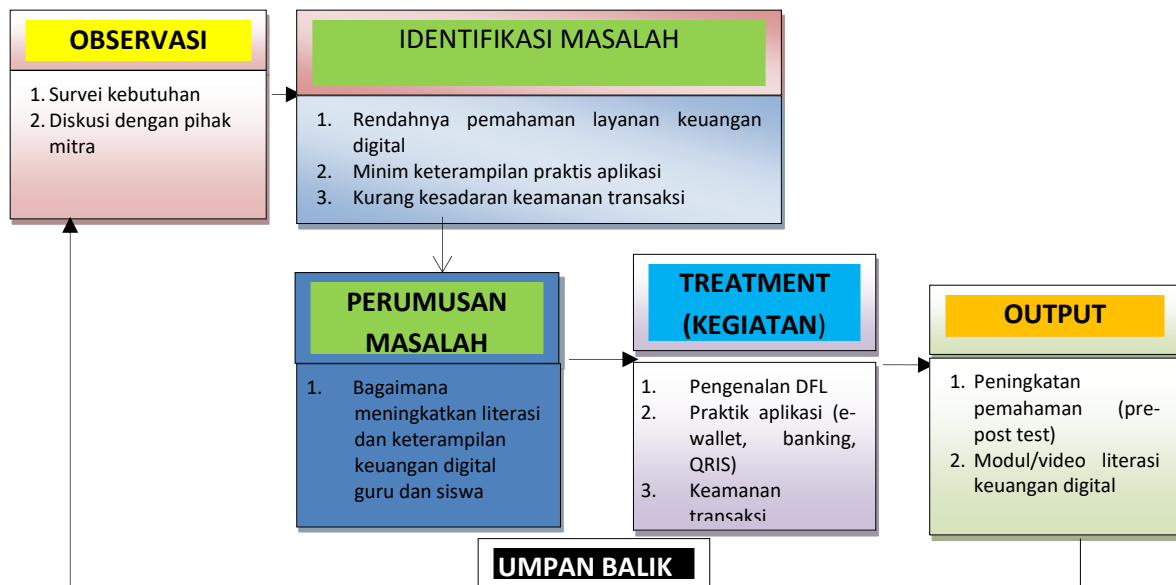 OBSERVASI
1. Survei kebutuhan
2. Diskusi dengan pihak
mitra
IDENTIFIKASI MASALAH
1. Rendahnya pemahaman layanan keuangan
digital
2. Minim keterampilan praktis aplikasi
3. Kurang kesadaran keamanan transaksi
PERUMUSAN
MASALAH
1. Bagaimana
meningkatkan literasi
dan keterampilan
keuangan digital
guru dan siswa
TREATMENT
(KEGIATAN)
1. Pengenalan DFL
2. Praktik aplikasi (e-
wallet, banking,
QRIS)
3. Keamanan
transaksi
OUTPUT
1. Peningkatan
pemahaman (pre-
post test)
2. Modul/video literasi
keuangan digital
UMPAN BALIK